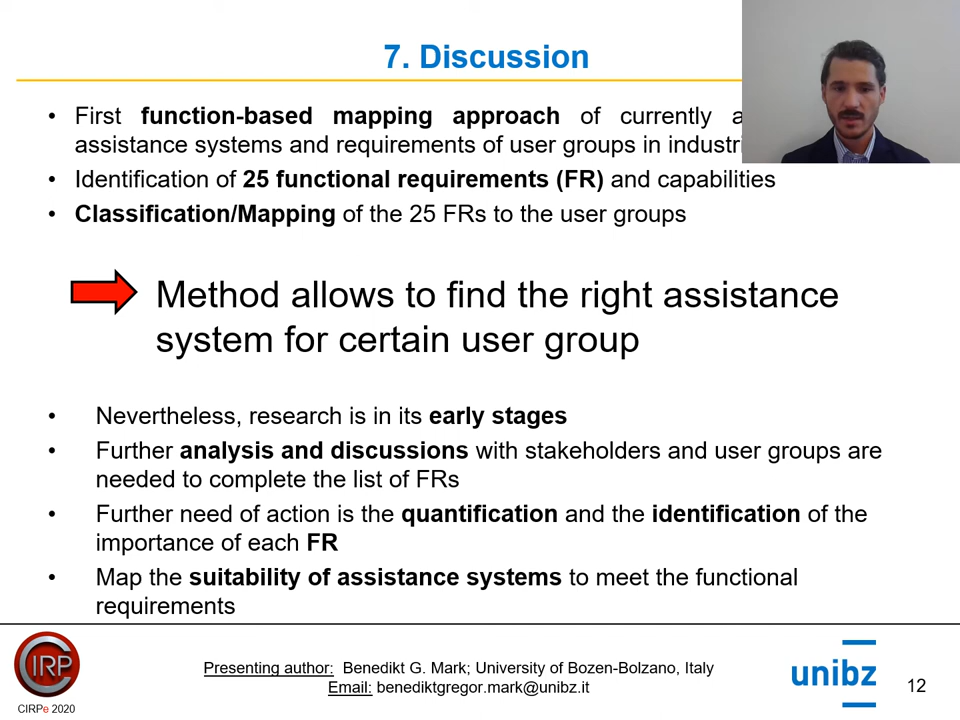 7. Discussion
• First function-based mapping approach of currently a
assistance systems and requirements of user groups in industri
• Identification of 25 functional requirements (FR) and capabilities
• Classification/Mapping of the 25 FRs to the user groups
Method allows to find the right assistance
system for certain user group
• Nevertheless, research is in its early stages
• Further analysis and discussions with stakeholders and user groups are
needed to complete the list of FRs
• Further need of action is the quantification and the identification of the
importance of each FR
• Map the suitability of assistance systems to meet the functional
requirements
CIRP
CIRPe 2020
Presenting author: Benedikt G. Mark; University of Bozen-Bolzano, Italy
Email: benediktgregor.mark@unibz.it
unibz
12